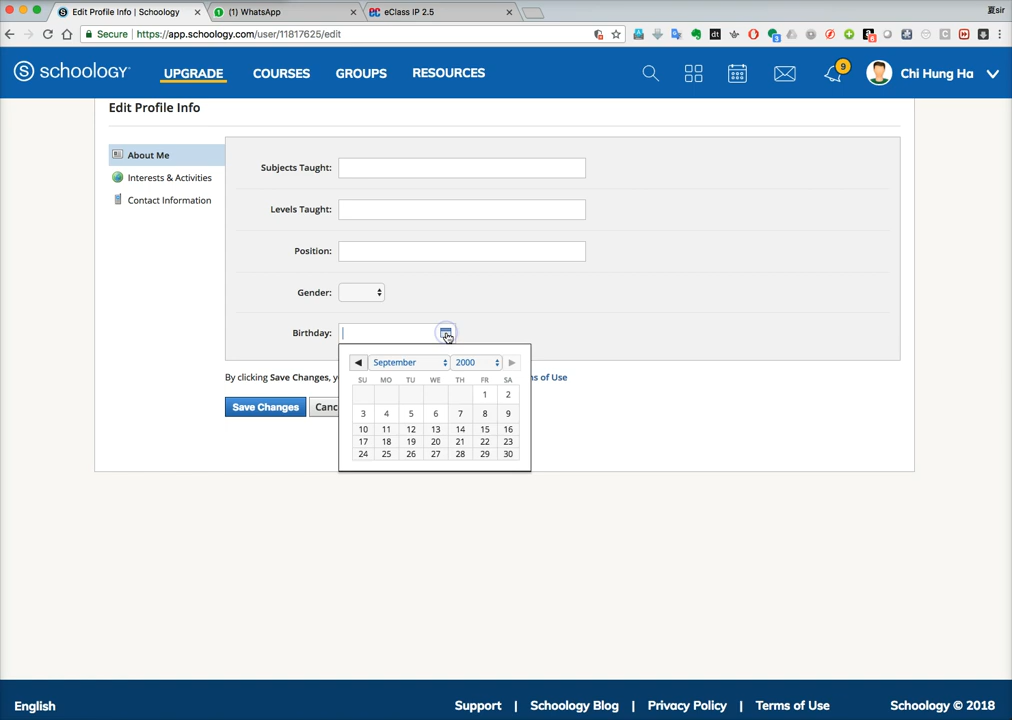 Edit Profile Info | Schoology
(1) WhatsApp
eClass IP 2.5
夏sir
Secure
https://app.schoology.com/user/11817625/edit
schoology
UPGRADE
COURSES
GROUPS
RESOURCES
9
Chi Hung Ha
Edit Profile Info
About Me
Interests & Activities
Contact Information
Subjects Taught:
Levels Taught:
Position:
Gender:
Birthday:
September 2000
SU MO TU WE TH FR SA
1 2
3 4 5 6 7 8 9
10 11 12 13 14 15 16
17 18 19 20 21 22 23
24 25 26 27 28 29 30
By clicking Save Changes, y
ms of Use
Save Changes
Canc
English
Support | Schoology Blog | Privacy Policy | Terms of Use
Schoology © 2018